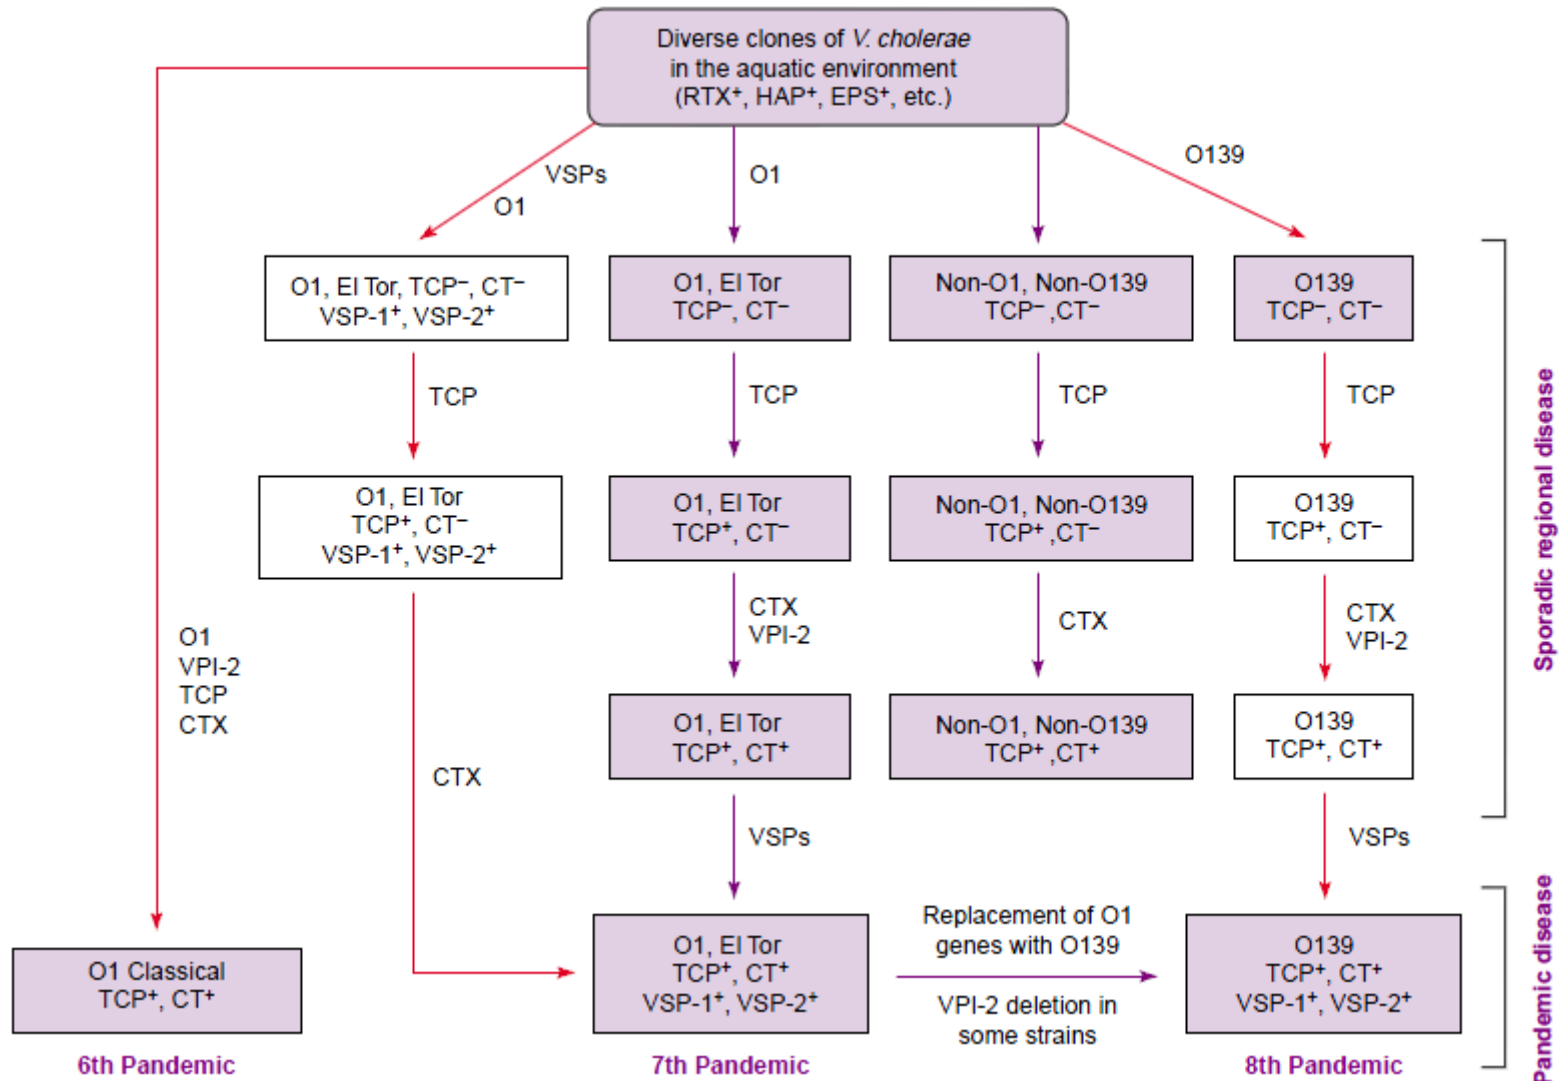 Diverse clones of V. cholerae
in the aquatic environment
(RTX⁺, HAP⁺, EPS⁺, etc.)
VSPs
O1
O1
O139
O1, El Tor, TCP⁻, CT⁻
VSP-1⁺, VSP-2⁺
O1, El Tor
TCP⁻, CT⁻
Non-O1, Non-O139
TCP⁻ ,CT⁻
O139
TCP⁻, CT⁻
TCP
TCP
TCP
TCP
O1, El Tor
TCP⁺, CT⁻
VSP-1⁺, VSP-2⁺
O1, El Tor
TCP⁺, CT⁻
Non-O1, Non-O139
TCP⁺ ,CT⁻
O139
TCP⁺, CT⁻
O1
VPI-2
TCP
CTX
CTX
CTX
VPI-2
CTX
CTX
VPI-2
O1, El Tor
TCP⁺, CT⁺
Non-O1, Non-O139
TCP⁺ ,CT⁺
O139
TCP⁺, CT⁺
VSPs
VSPs
Sporadic regional disease
O1 Classical
TCP⁺, CT⁺
O1, El Tor
TCP⁺, CT⁺
VSP-1⁺, VSP-2⁺
Replacement of O1
genes with O139
VPI-2 deletion in
some strains
O139
TCP⁺, CT⁺
VSP-1⁺, VSP-2⁺
Pandemic disease
6th Pandemic
7th Pandemic
8th Pandemic